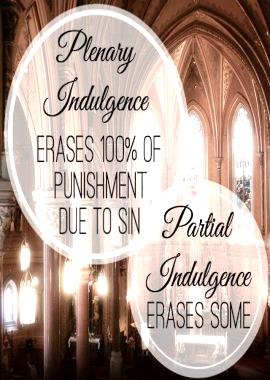 Plenary
Indulgence
ERASES 100% OF
PUNISHMENT
DUE TO SIN
Partial
Indulgence
ERASES SOME